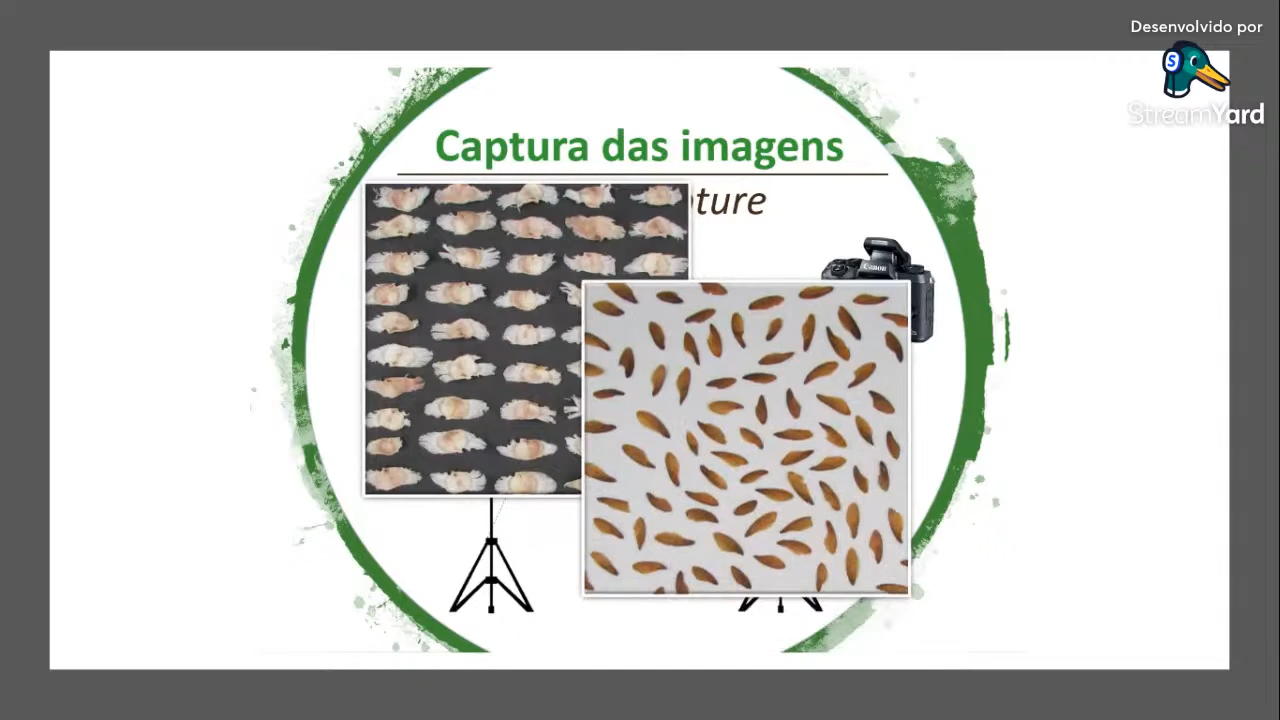 Desenvolvido por
StreamYard
Captura das imagens
ture
Canon